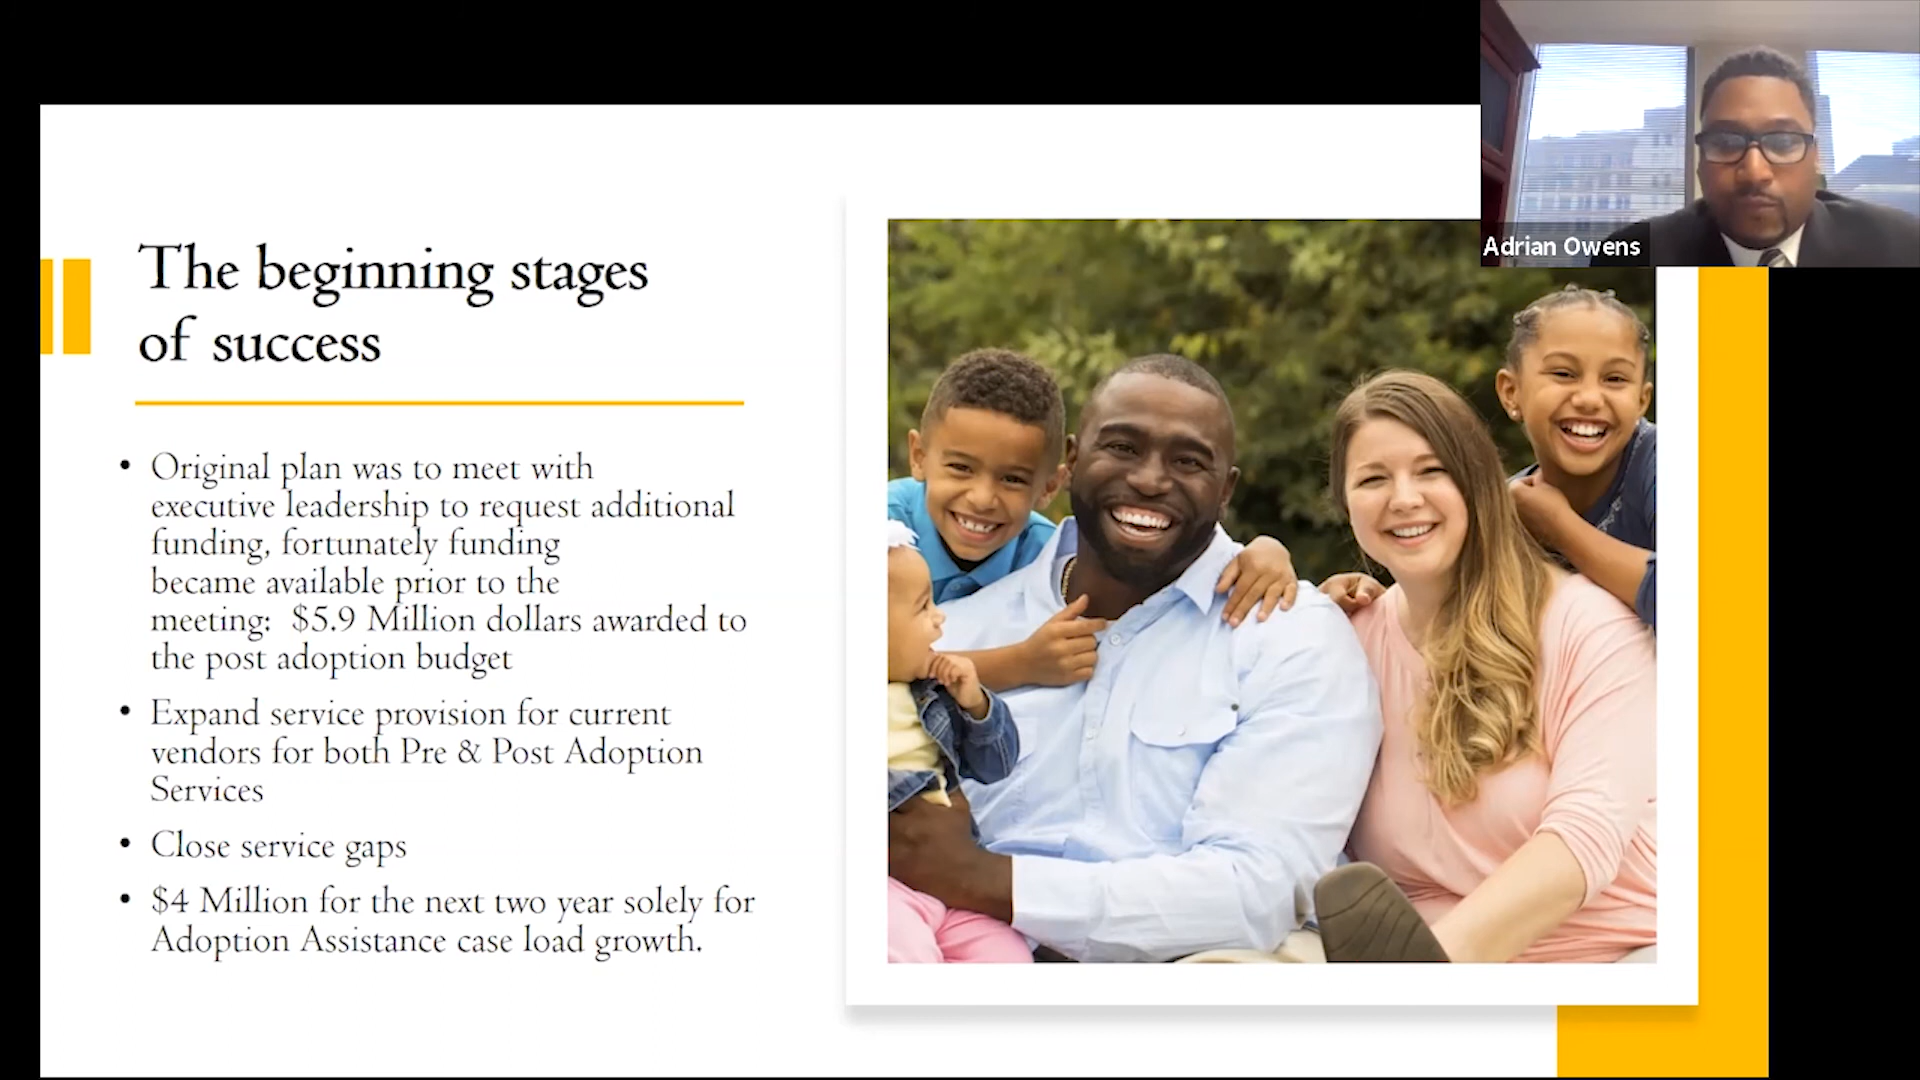 Adrian Owens
The beginning stages
of success
• Original plan was to meet with
executive leadership to request additional
funding, fortunately funding
became available prior to the
meeting: $5.9 Million dollars awarded to
the post adoption budget
• Expand service provision for current
vendors for both Pre & Post Adoption
Services
• Close service gaps
• $4 Million for the next two year solely for
Adoption Assistance case load growth.